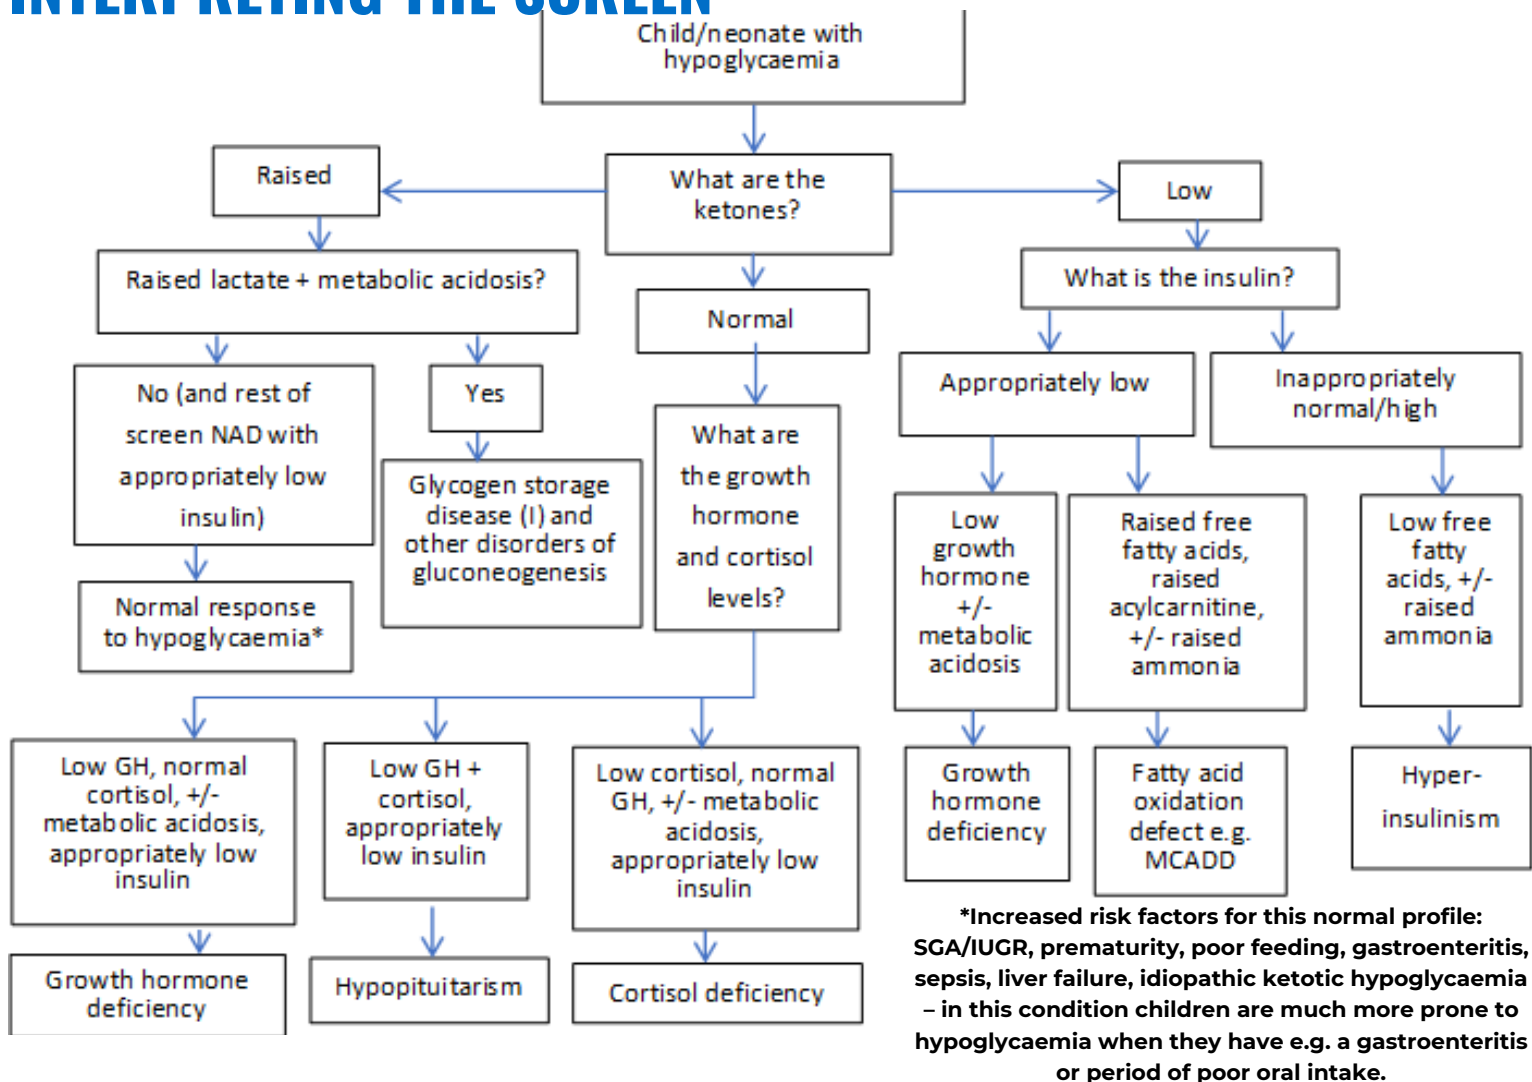 INTERPRETING THE SCREEN
Child/neonate with
hypoglycaemia
What are the
ketones?
Raised
Low
Raised lactate + metabolic acidosis?
Normal
What is the insulin?
No (and rest of
screen NAD with
appropriately low
insulin)
Yes
What are
the growth
hormone
and cortisol
levels?
Appropriately low
Inappropriately
normal/high
Glycogen storage
disease (I) and
other disorders of
gluconeogenesis
Normal response
to hypoglycaemia*
Low
growth
hormone
+/-
metabolic
acidosis
Raised free
fatty acids,
raised
acylcarnitine,
+/- raised
ammonia
Low free
fatty
acids, +/-
raised
ammonia
Low GH, normal
cortisol, +/-
metabolic acidosis,
appropriately low
insulin
Low GH +
cortisol,
appropriately
low insulin
Low cortisol, normal
GH, +/- metabolic
acidosis,
appropriately low
insulin
Growth
hormone
deficiency
Fatty acid
oxidation
defect e.g.
MCADD
Hyper-
insulinism
Growth hormone
deficiency
Hypopituitarism
Cortisol deficiency
*Increased risk factors for this normal profile:
SGA/IUGR, prematurity, poor feeding, gastroenteritis,
sepsis, liver failure, idiopathic ketotic hypoglycaemia
– in this condition children are much more prone to
hypoglycaemia when they have e.g. a gastroenteritis
or period of poor oral intake.